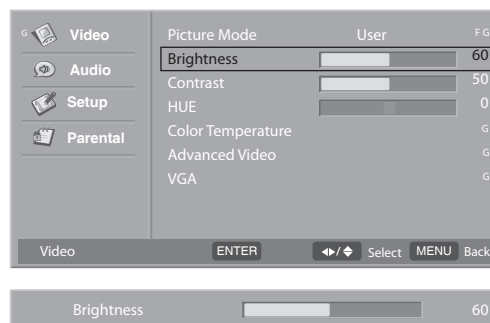 G Video
Audio
Setup
Parental
Picture Mode User F G
Brightness 60
Contrast 50
HUE 0
Color Temperature G
Advanced Video G
VGA G
Video ENTER / Select MENU Back
Brightness 60